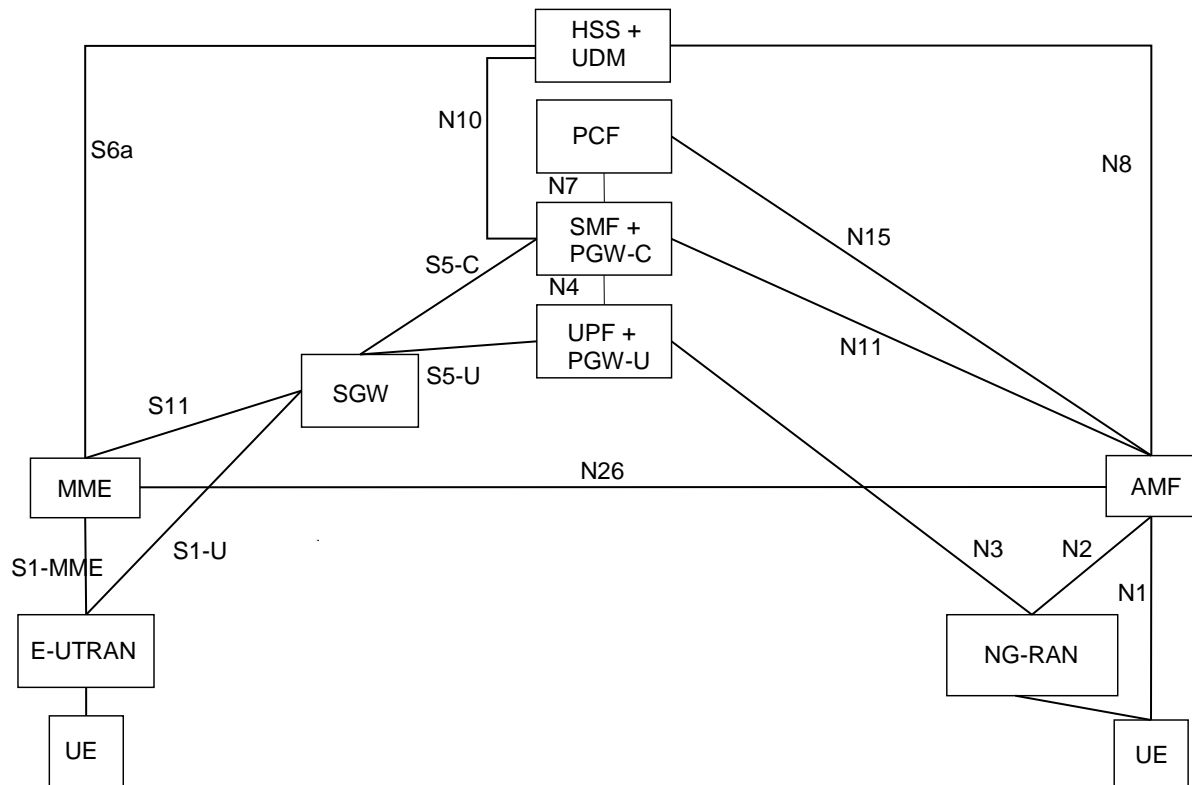 HSS +
UDM
N10
PCF
S6a
N8
N7
SMF +
PGW-C
N15
S5-C
N4
UPF +
PGW-U
N11
S5-U
SGW
S11
MME
N26
AMF
S1-U
S1-MME
N3
N2
N1
E-UTRAN
NG-RAN
UE
UE